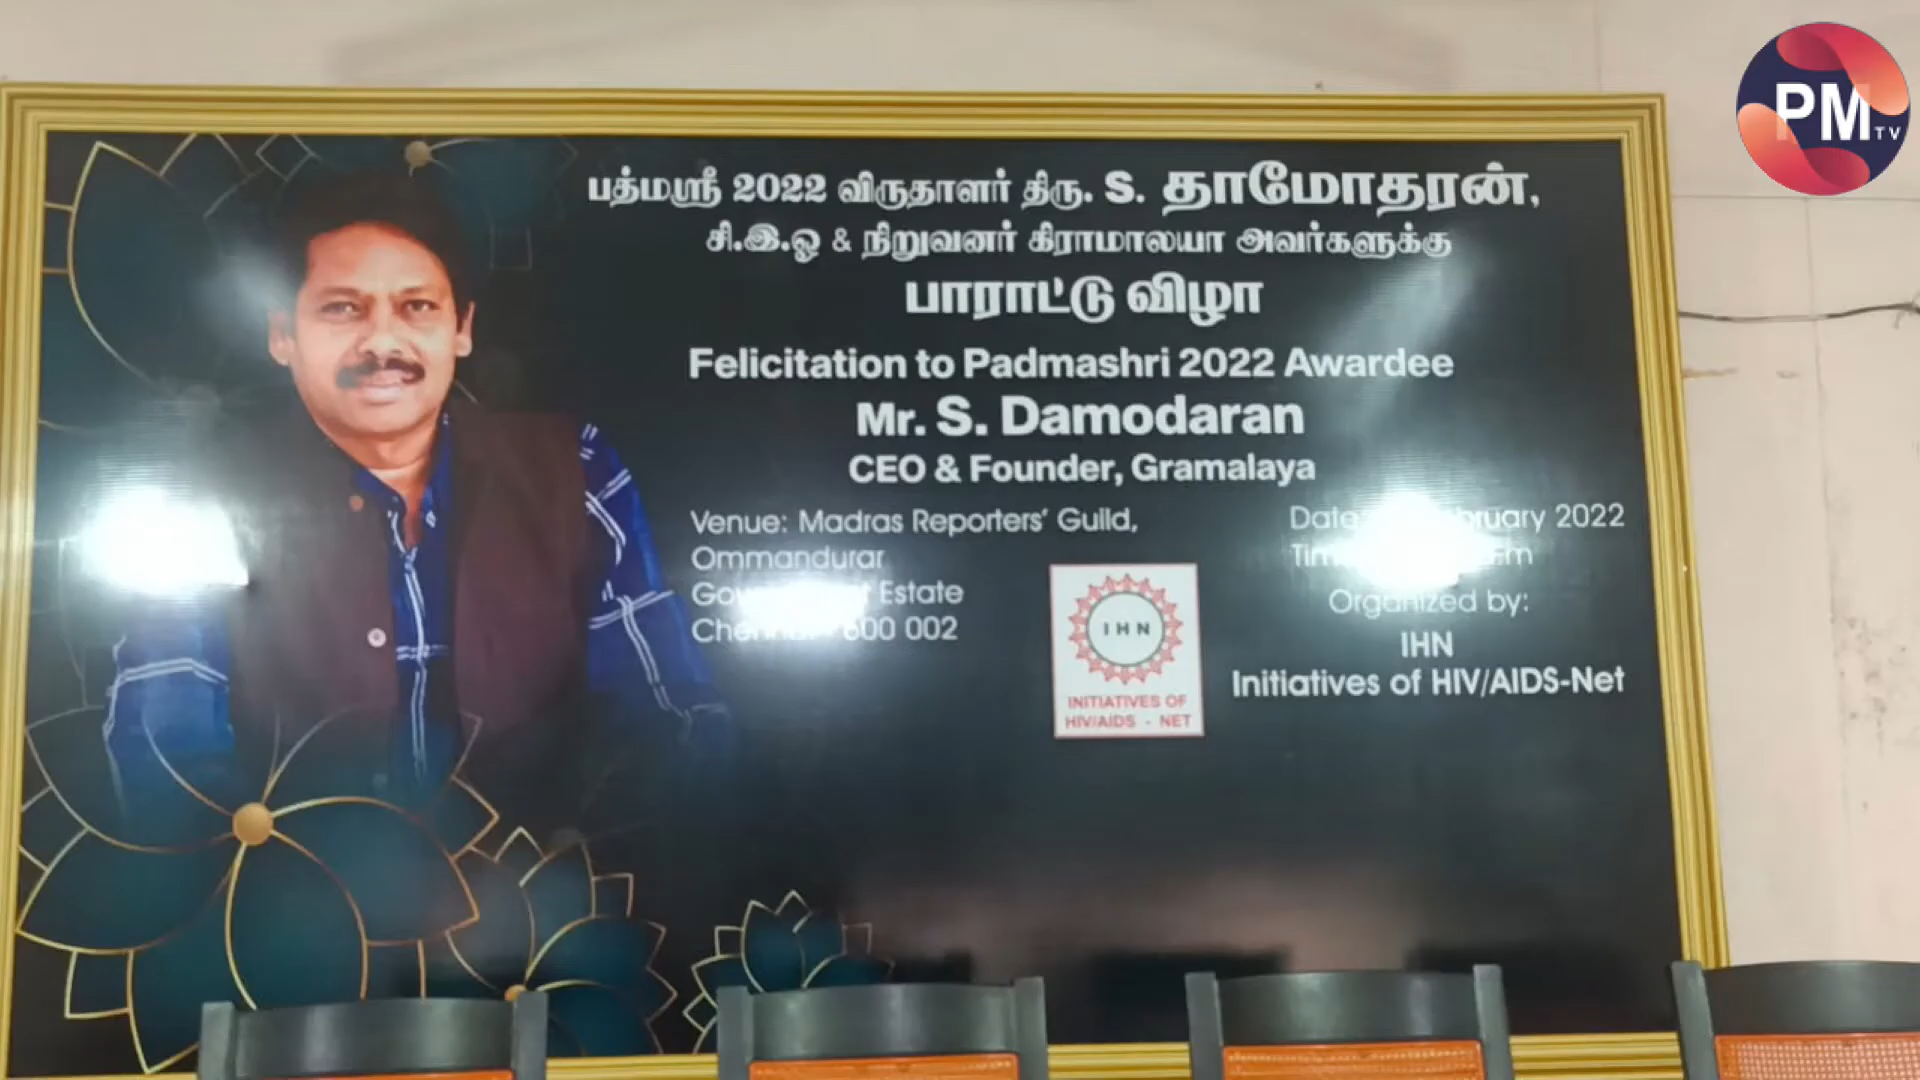 PM TV
பத்மஸ்ரீ 2022 விருதாளர் திரு. S. தாமோதரன்,
சி.இ.ஓ & நிறுவனர் கிராமாலயா அவர்களுக்கு
பாராட்டு விழா
Felicitation to Padmashri 2022 Awardee
Mr. S. Damodaran
CEO & Founder, Gramalaya
Venue: Madras Reporters' Guild,
Ommandurar
Estate
600 002
2022
Organized by:
IHN
Initiatives of HIV/AIDS-Net
IHN
INITIATIVES OF
HIV/AIDS - NET